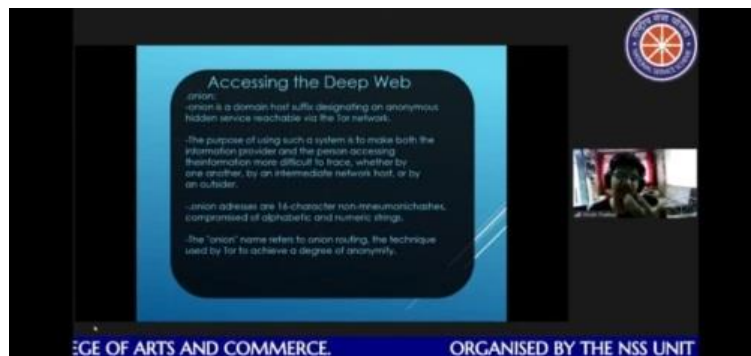 Accessing the Deep Web
.onion:
-onion is a domain host suffix designating an anonymous
hidden service reachable via the Tor network.
-The purpose of using such a system is to make both the
information provider and the person accessing
theinformation more difficult to trace, whether by
one another, by an intermediate network host, or by
an outsider.
-.onion adresses are 16-character non-mneumonichashes,
compromised of alphabetic and numeric strings.
-The "onion" name refers to onion routing, the technique
used by Tor to achieve a degree of anonymity.
EGE OF ARTS AND COMMERCE.
ORGANISED BY THE NSS UNIT